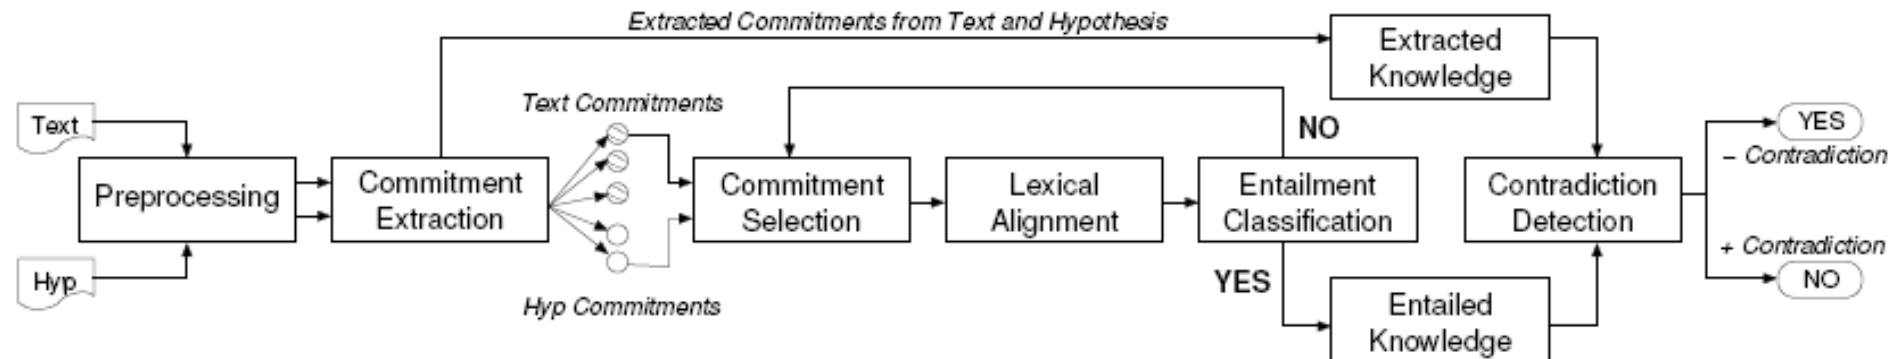 Extracted Commitments from Text and Hypothesis
Extracted
Knowledge
Text Commitments
Text
NO
YES
− Contradiction
Preprocessing
Commitment
Extraction
Commitment
Selection
Lexical
Alignment
Entailment
Classification
Contradiction
Detection
+ Contradiction
Hyp
NO
YES
Hyp Commitments
Entailed
Knowledge